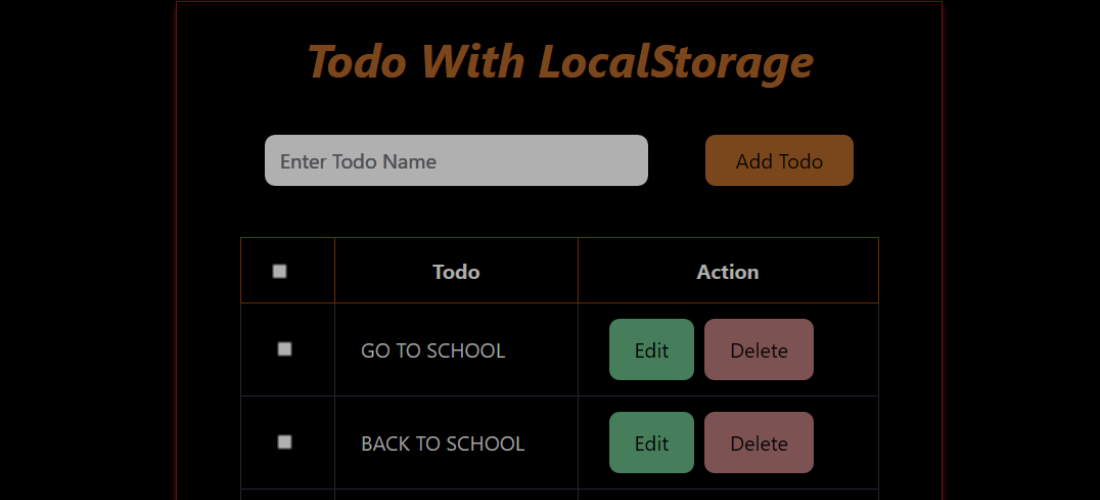 Todo With LocalStorage
Enter Todo Name
Add Todo
Todo Action
GO TO SCHOOL Edit Delete
BACK TO SCHOOL Edit Delete